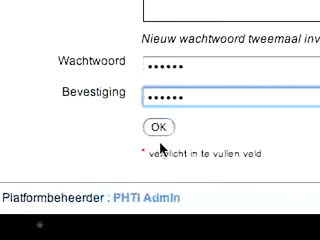 Nieuw wachtwoord tweemaal inv
Wachtwoord ••••••
Bevestiging ••••••
OK
* verplicht in te vullen veld
Platformbeheerder : PHTi Admin